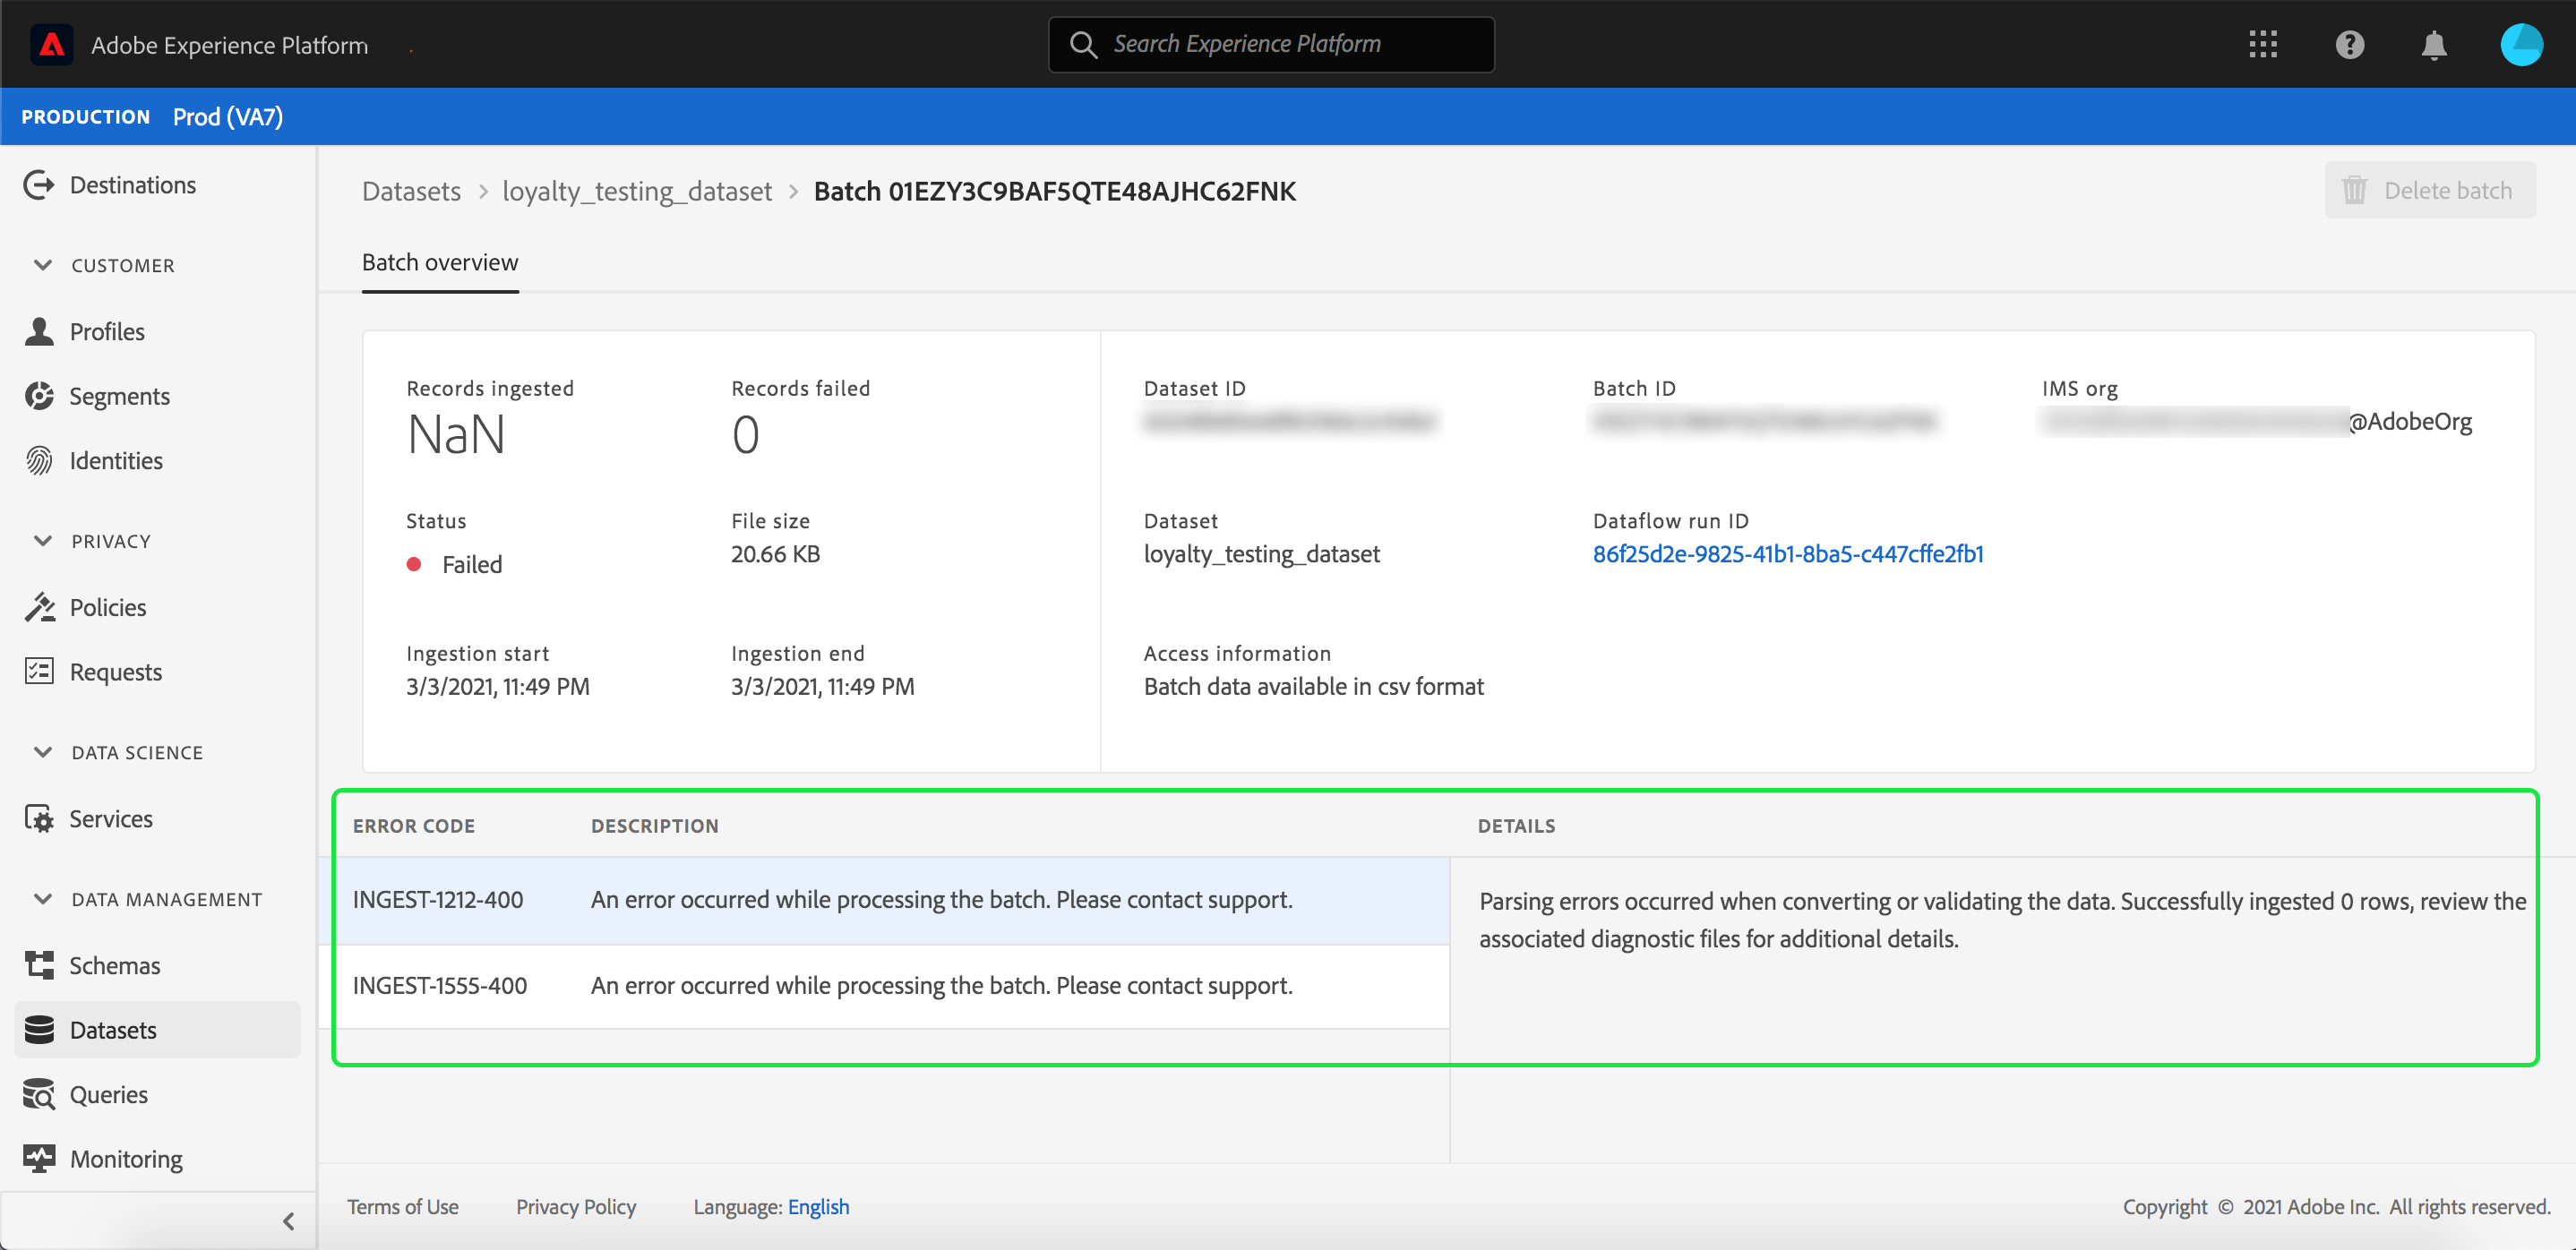 Adobe Experience Platform
Search Experience Platform
PRODUCTION Prod (VA7)
Destinations
CUSTOMER
Profiles
Segments
Identities
PRIVACY
Policies
Requests
DATA SCIENCE
Services
DATA MANAGEMENT
Schemas
Datasets
Queries
Monitoring
Datasets > loyalty_testing_dataset > Batch 01EZY3C9BAF5QTE48AJHC62FNK
Delete batch
Batch overview
Records ingested
NaN
Records failed
0
Status
Failed
File size
20.66 KB
Ingestion start
3/3/2021, 11:49 PM
Ingestion end
3/3/2021, 11:49 PM
Dataset ID
Batch ID
IMS org
@AdobeOrg
Dataset
loyalty_testing_dataset
Dataflow run ID
86f25d2e-9825-41b1-8ba5-c447cffe2fb1
Access information
Batch data available in csv format
ERROR CODE DESCRIPTION DETAILS
INGEST-1212-400 An error occurred while processing the batch. Please contact support.
INGEST-1555-400 An error occurred while processing the batch. Please contact support.
Parsing errors occurred when converting or validating the data. Successfully ingested 0 rows, review the
associated diagnostic files for additional details.
Terms of Use Privacy Policy Language: English
Copyright © 2021 Adobe Inc. All rights reserved.